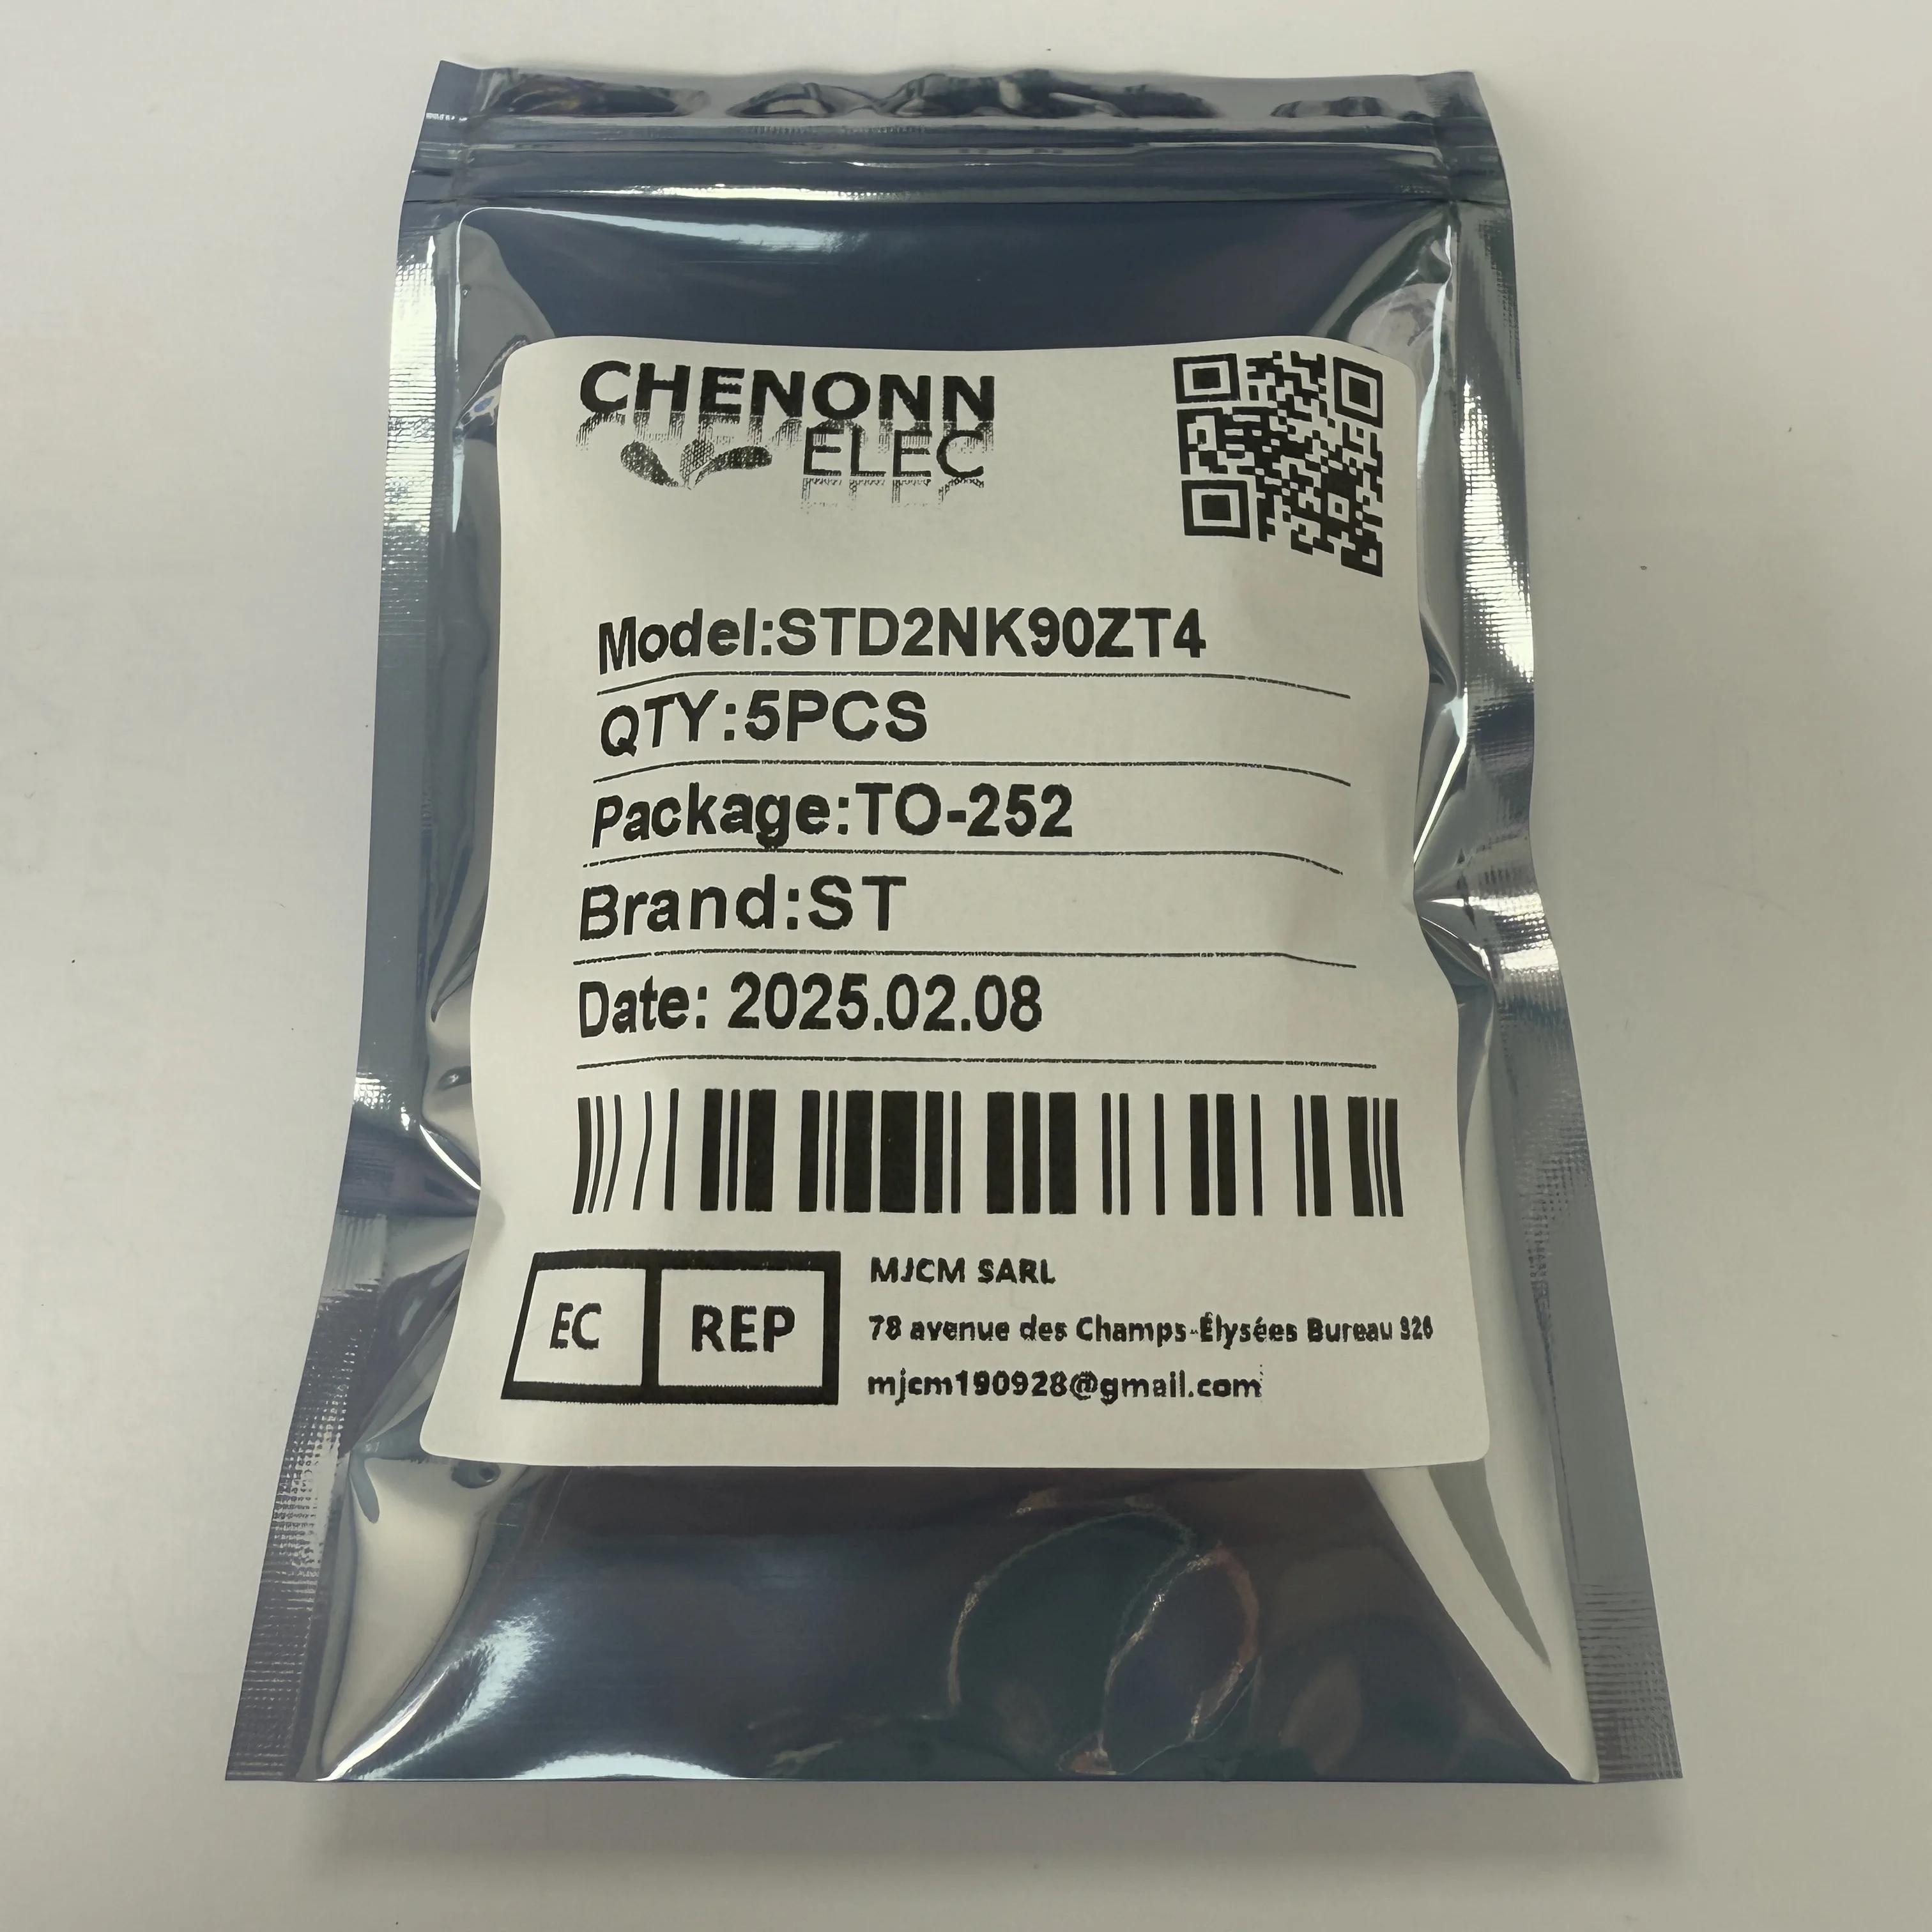 CHENONN
ELEC
Model:STD2NK90ZT4
QTY:5PCS
Package:TO-252
Brand:ST
Date: 2025.02.08
EC REP
MJCM SARL
78 avenue des Champs-Élysées Bureau 326
mjcm190928@gmail.com